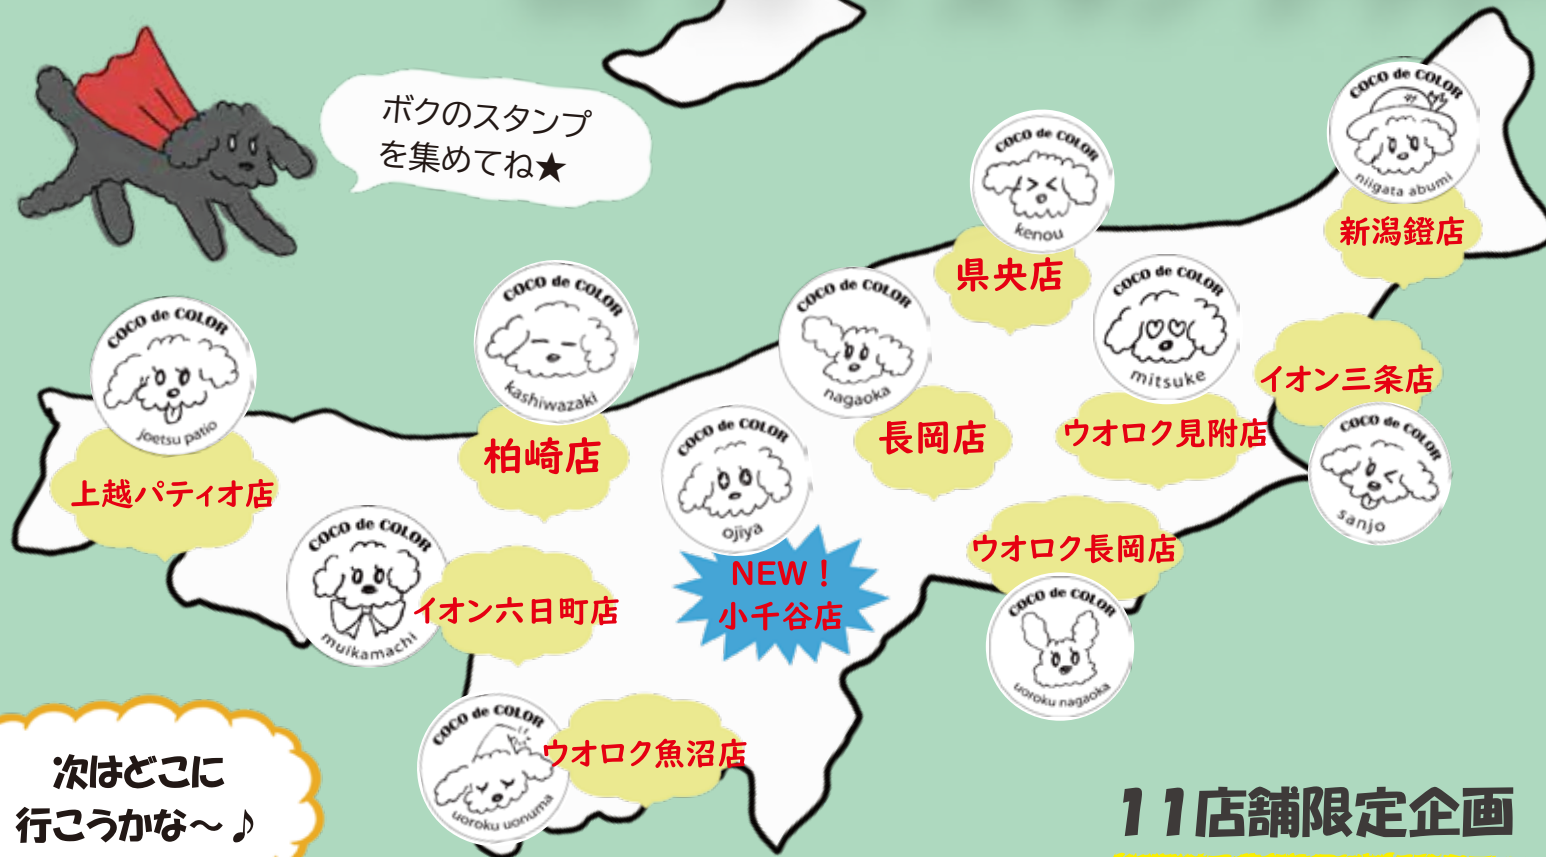 ボクのスタンプ
を集めてね★
COCO de COLOR
niigata abumi
新潟鐙店
COCO de COLOR
kenou
県央店
COCO de COLOR
mitsuke
ウオロク見附店
イオン三条店
COCO de COLOR
sanjo
COCO de COLOR
nagaoka
長岡店
COCO de COLOR
kashiwazaki
柏崎店
COCO de COLOR
joetsu patio
上越パティオ店
COCO de COLOR
ojiya
NEW！
小千谷店
ウオロク長岡店
COCO de COLOR
uoroku nagaoka
COCO de COLOR
muikamachi
イオン六日町店
COCO de COLOR
uoroku uonuma
ウオロク魚沼店
次はどこに
行こうかな～♪
11店舗限定企画